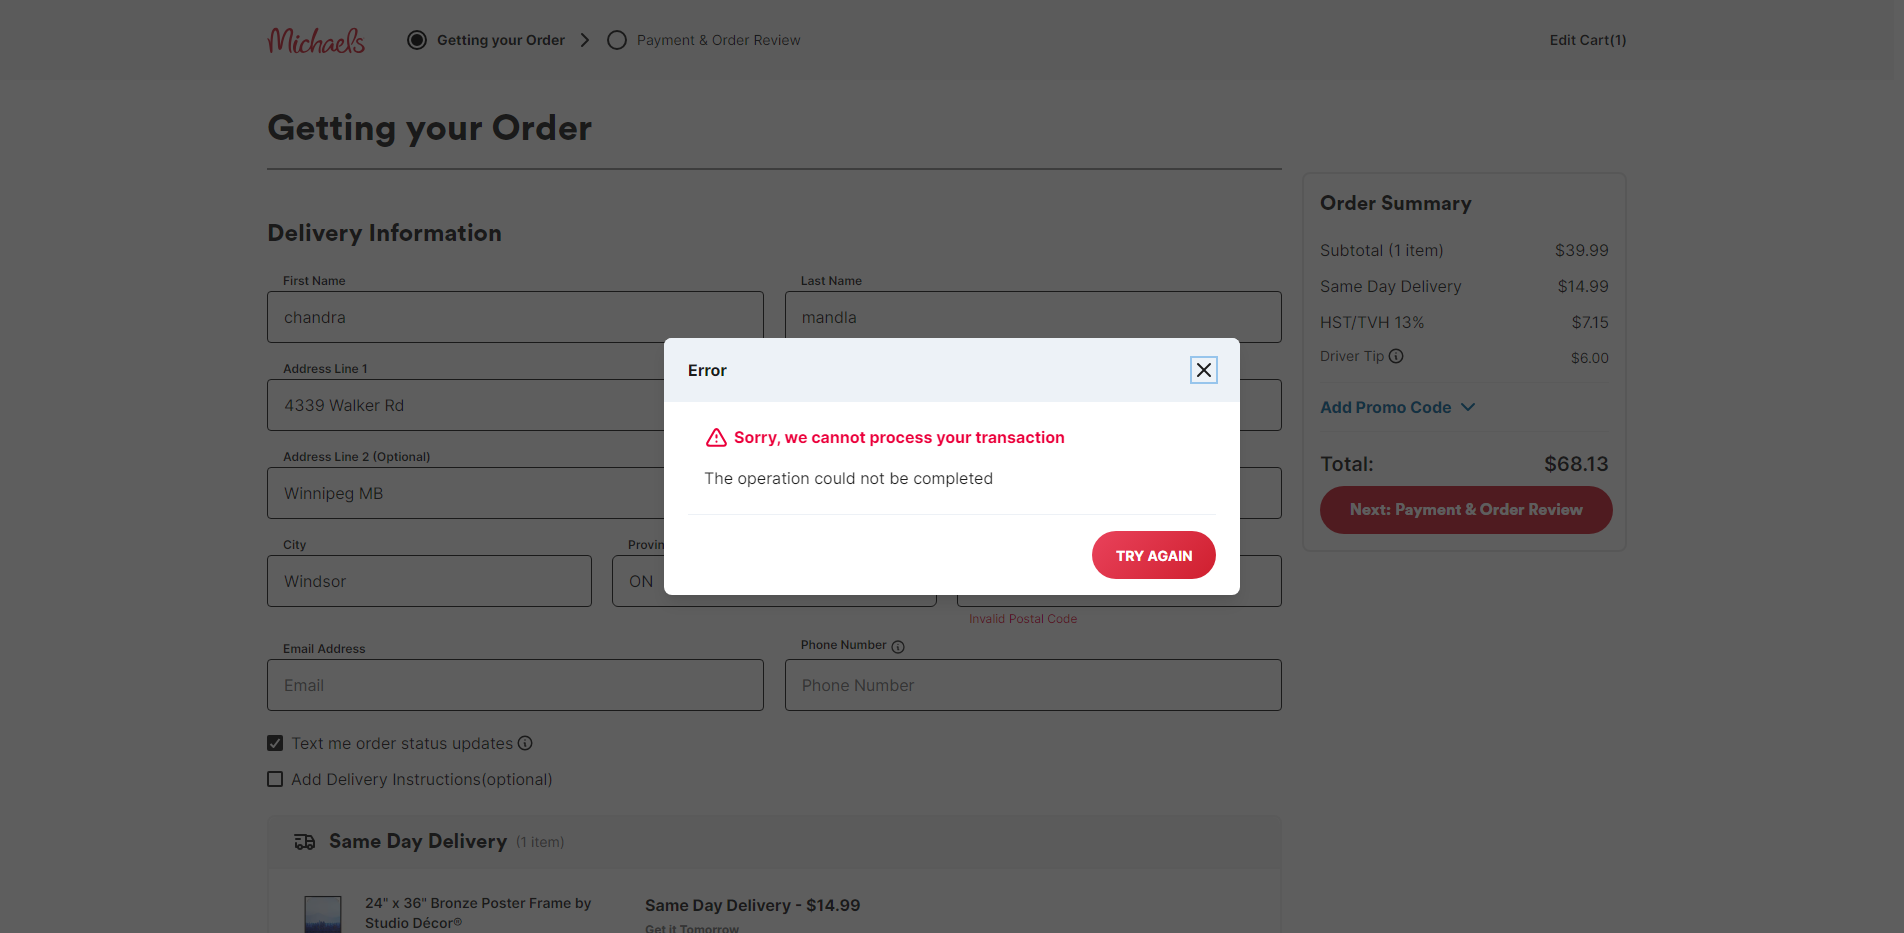 Michaels
Getting your Order
Payment & Order Review
Edit Cart(1)
Getting your Order
Delivery Information
First Name
Last Name
chandra
mandla
Address Line 1
4339 Walker Rd
Address Line 2 (Optional)
Winnipeg MB
City
Provin
Windsor
ON
Invalid Postal Code
Email Address
Phone Number
Email
Phone Number
Text me order status updates
Add Delivery Instructions(optional)
Same Day Delivery (1 item)
24" x 36" Bronze Poster Frame by
Studio Décor®
Same Day Delivery - $14.99
Get it Tomorrow
Error
Sorry, we cannot process your transaction
The operation could not be completed
TRY AGAIN
Order Summary
Subtotal (1 item) $39.99
Same Day Delivery $14.99
HST/TVH 13% $7.15
Driver Tip $6.00
Add Promo Code
Total: $68.13
Next: Payment & Order Review